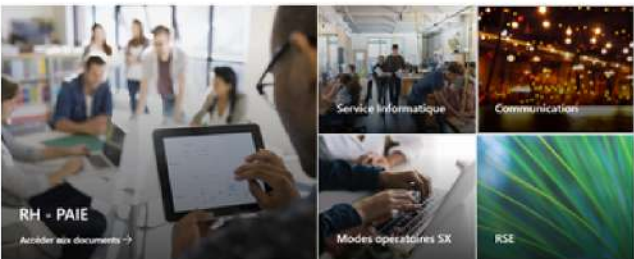 RH - PAIE
Accéder aux documents →
Service Informatique
Communication
Modes opératoires SX
RSE